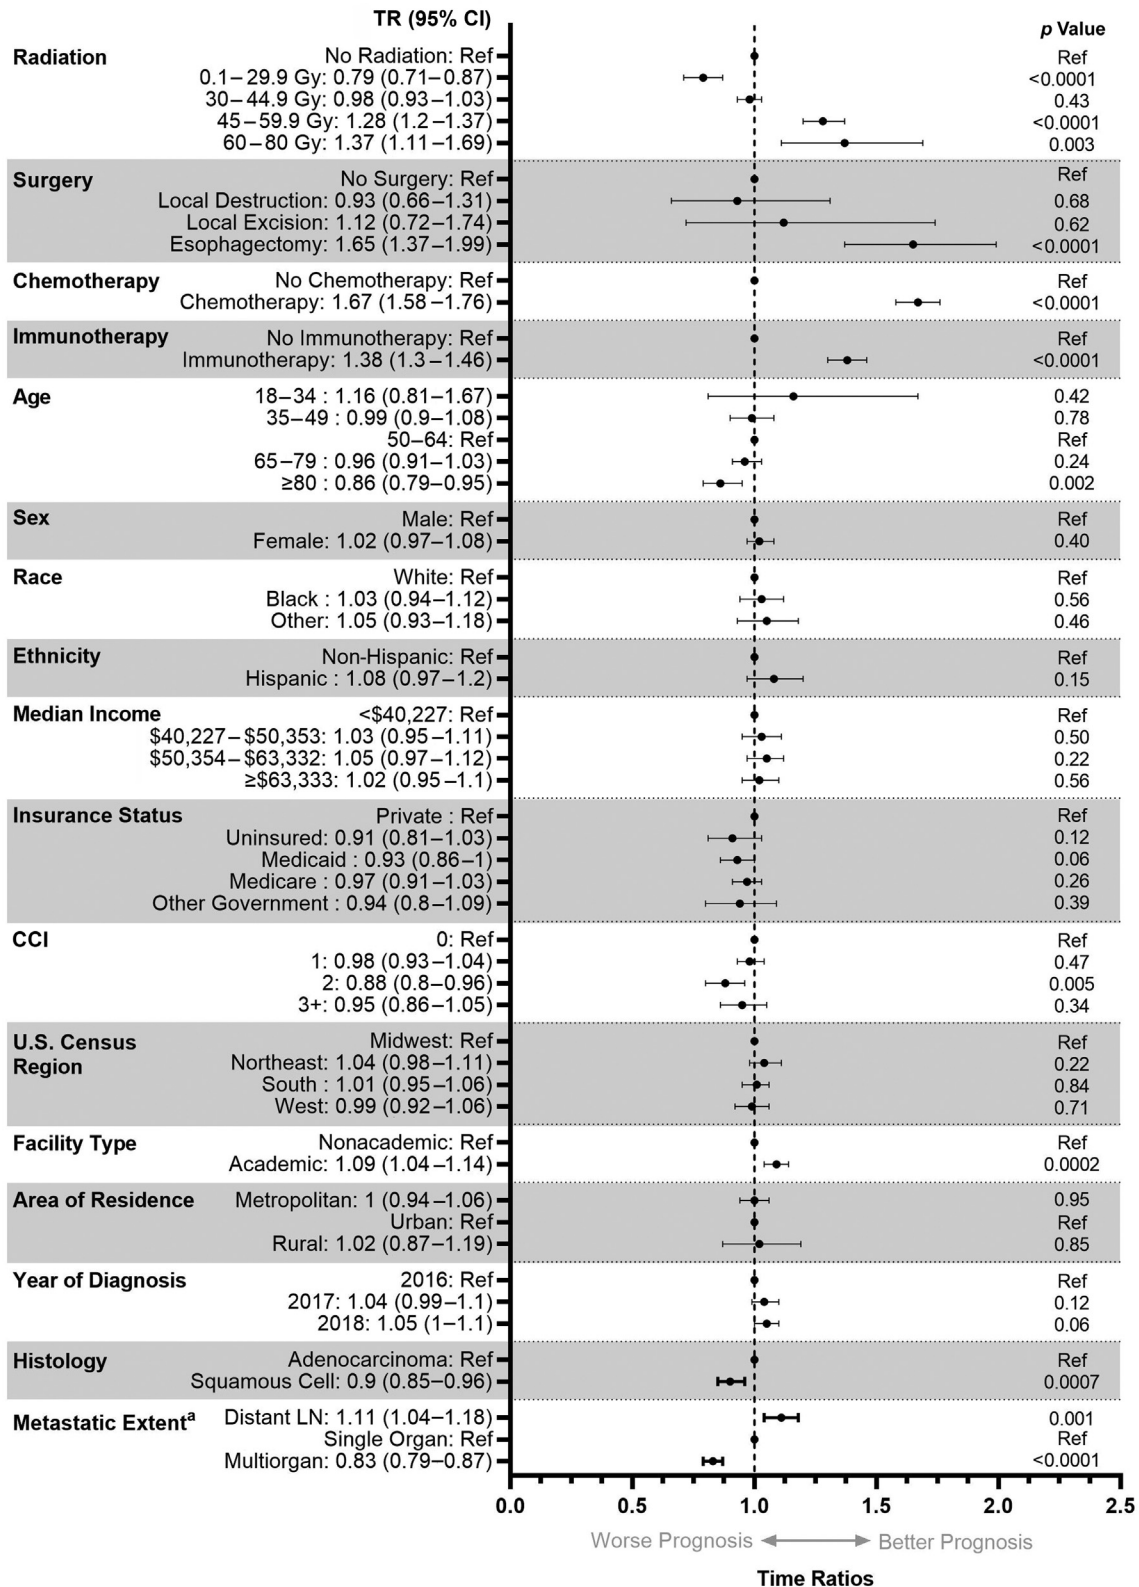 TR (95% CI) p Value
Radiation No Radiation: Ref Ref
0.1–29.9 Gy: 0.79 (0.71–0.87) <0.0001
30–44.9 Gy: 0.98 (0.93–1.03) 0.43
45–59.9 Gy: 1.28 (1.2–1.37) <0.0001
60–80 Gy: 1.37 (1.11–1.69) 0.003
Surgery No Surgery: Ref Ref
Local Destruction: 0.93 (0.66–1.31) 0.68
Local Excision: 1.12 (0.72–1.74) 0.62
Esophagectomy: 1.65 (1.37–1.99) <0.0001
Chemotherapy No Chemotherapy: Ref Ref
Chemotherapy: 1.67 (1.58–1.76) <0.0001
Immunotherapy No Immunotherapy: Ref Ref
Immunotherapy: 1.38 (1.3–1.46) <0.0001
Age 18–34 : 1.16 (0.81–1.67) 0.42
35–49 : 0.99 (0.9–1.08) 0.78
50–64: Ref Ref
65–79 : 0.96 (0.91–1.03) 0.24
≥80 : 0.86 (0.79–0.95) 0.002
Sex Male: Ref Ref
Female: 1.02 (0.97–1.08) 0.40
Race White: Ref Ref
Black : 1.03 (0.94–1.12) 0.56
Other: 1.05 (0.93–1.18) 0.46
Ethnicity Non-Hispanic: Ref Ref
Hispanic : 1.08 (0.97–1.2) 0.15
Median Income <$40,227: Ref Ref
$40,227–$50,353: 1.03 (0.95–1.11) 0.50
$50,354–$63,332: 1.05 (0.97–1.12) 0.22
≥$63,333: 1.02 (0.95–1.1) 0.56
Insurance Status Private : Ref Ref
Uninsured: 0.91 (0.81–1.03) 0.12
Medicaid : 0.93 (0.86–1) 0.06
Medicare : 0.97 (0.91–1.03) 0.26
Other Government : 0.94 (0.8–1.09) 0.39
CCI 0: Ref Ref
1: 0.98 (0.93–1.04) 0.47
2: 0.88 (0.8–0.96) 0.005
3+: 0.95 (0.86–1.05) 0.34
U.S. Census Midwest: Ref Ref
Region Northeast: 1.04 (0.98–1.11) 0.22
South : 1.01 (0.95–1.06) 0.84
West: 0.99 (0.92–1.06) 0.71
Facility Type Nonacademic: Ref Ref
Academic: 1.09 (1.04–1.14) 0.0002
Area of Residence Metropolitan: 1 (0.94–1.06) 0.95
Urban: Ref Ref
Rural: 1.02 (0.87–1.19) 0.85
Year of Diagnosis 2016: Ref Ref
2017: 1.04 (0.99–1.1) 0.12
2018: 1.05 (1–1.1) 0.06
Histology Adenocarcinoma: Ref Ref
Squamous Cell: 0.9 (0.85–0.96) 0.0007
Metastatic Extentª Distant LN: 1.11 (1.04–1.18) 0.001
Single Organ: Ref Ref
Multiorgan: 0.83 (0.79–0.87) <0.0001
0.0 0.5 1.0 1.5 2.0 2.5
Worse Prognosis Better Prognosis
Time Ratios